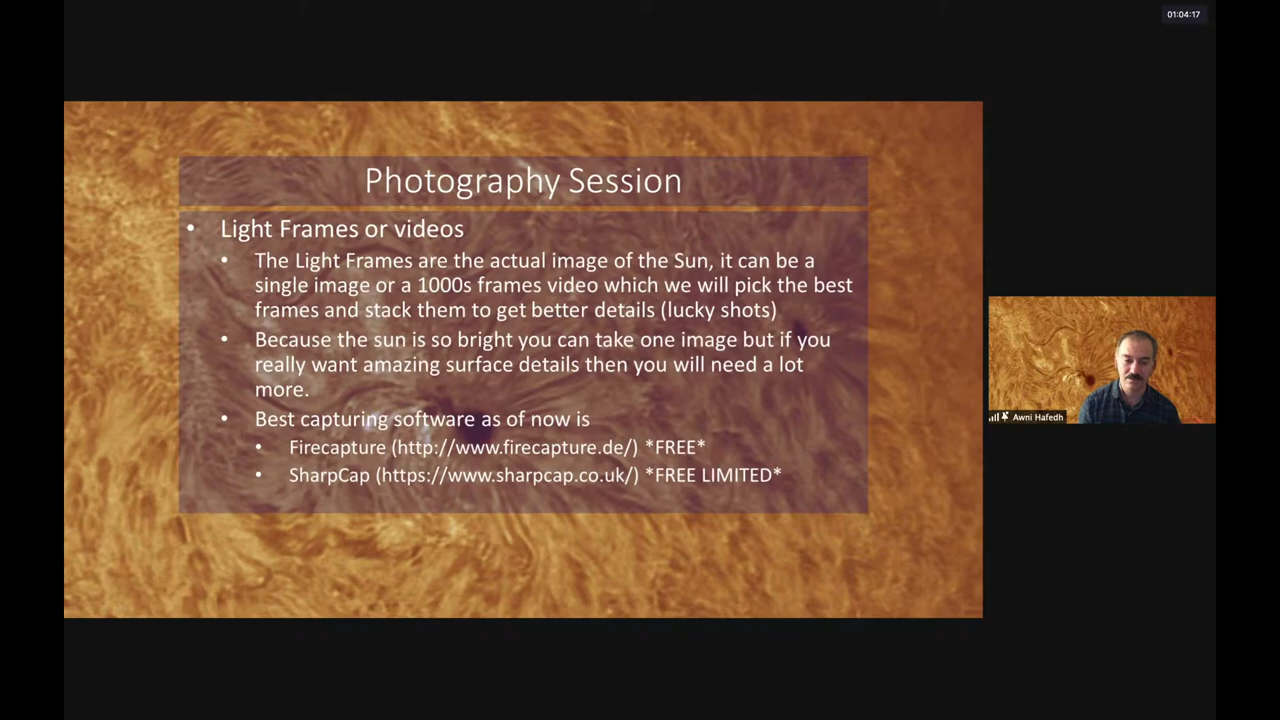 01:04:17
Photography Session
• Light Frames or videos
• The Light Frames are the actual image of the Sun, it can be a
single image or a 1000s frames video which we will pick the best
frames and stack them to get better details (lucky shots)
• Because the sun is so bright you can take one image but if you
really want amazing surface details then you will need a lot
more.
• Best capturing software as of now is
• Firecapture (http://www.firecapture.de/) *FREE*
• SharpCap (https://www.sharpcap.co.uk/) *FREE LIMITED*
Awni Hafedh